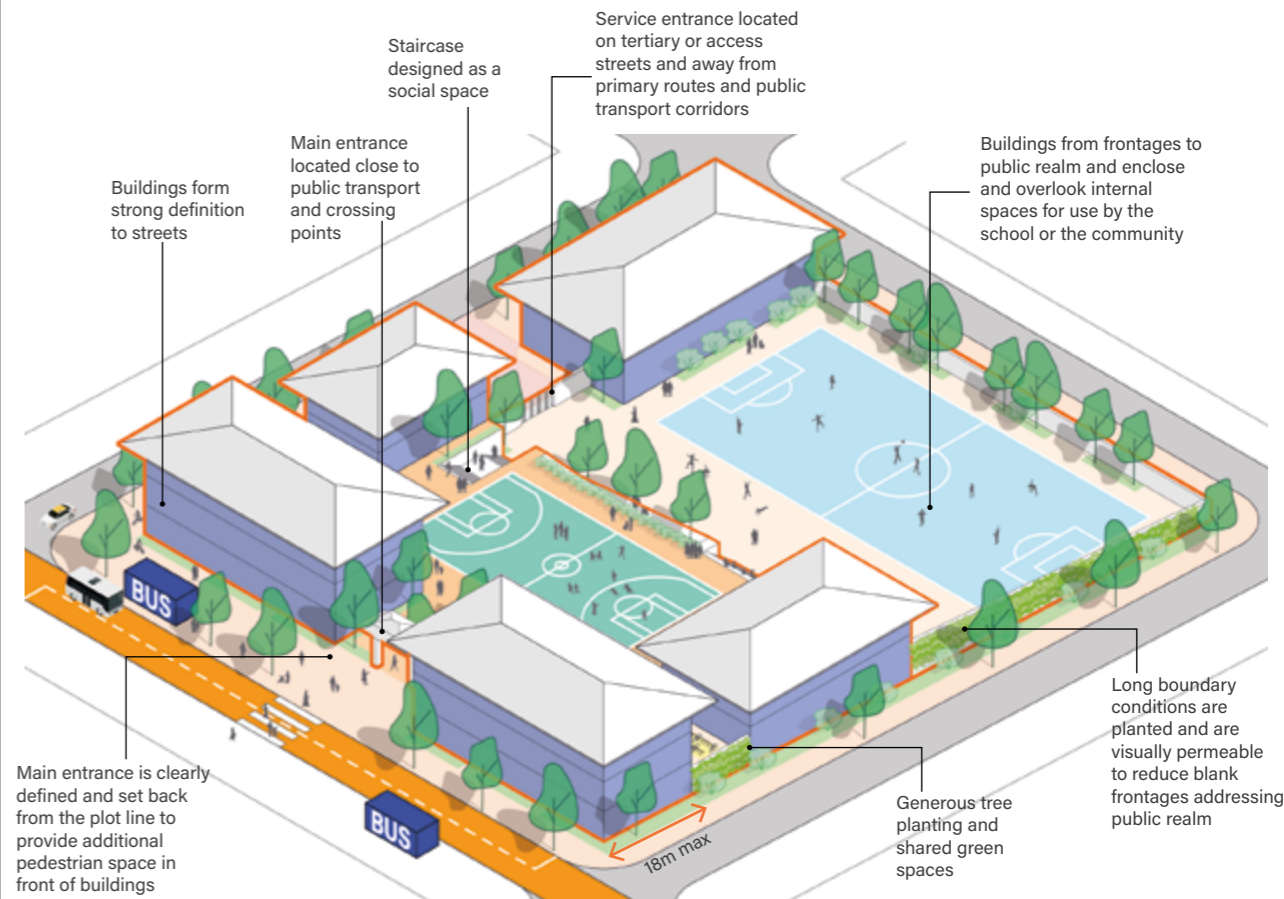 Service entrance located
on tertiary or access
streets and away from
primary routes and public
transport corridors
Staircase
designed as a
social space
Main entrance
located close to
public transport
and crossing
points
Buildings from frontages to
public realm and enclose
and overlook internal
spaces for use by the
school or the community
Buildings form
strong definition
to streets
BUS
BUS
18m max
Main entrance is clearly
defined and set back
from the plot line to
provide additional
pedestrian space in
front of buildings
Generous tree
planting and
shared green
spaces
Long boundary
conditions are
planted and are
visually permeable
to reduce blank
frontages addressing
public realm